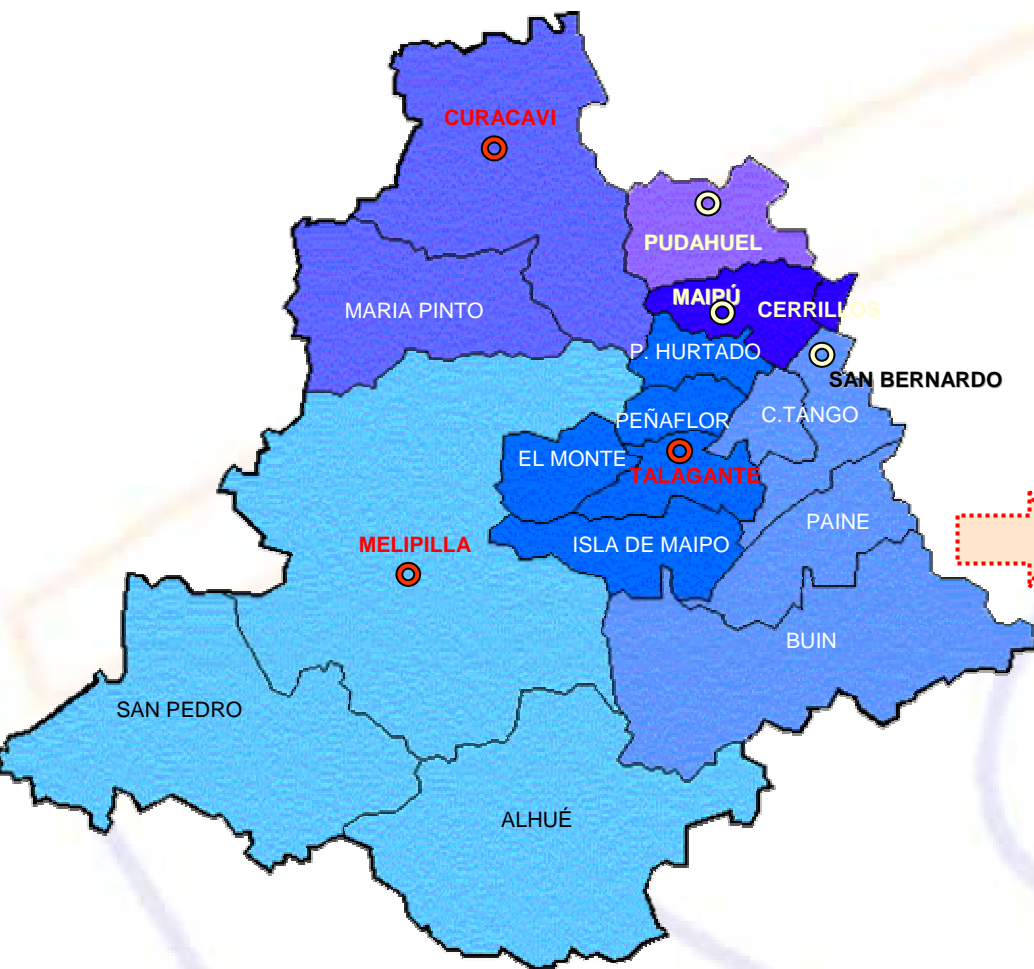 CURACAVI
PUDAHUEL
MAIPÚ
CERRILLOS
MARIA PINTO
P. HURTADO
SAN BERNARDO
PEÑAFLOR
C.TANGO
EL MONTE
TALAGANTE
PAINE
MELIPILLA
ISLA DE MAIPO
BUIN
SAN PEDRO
ALHUÉ